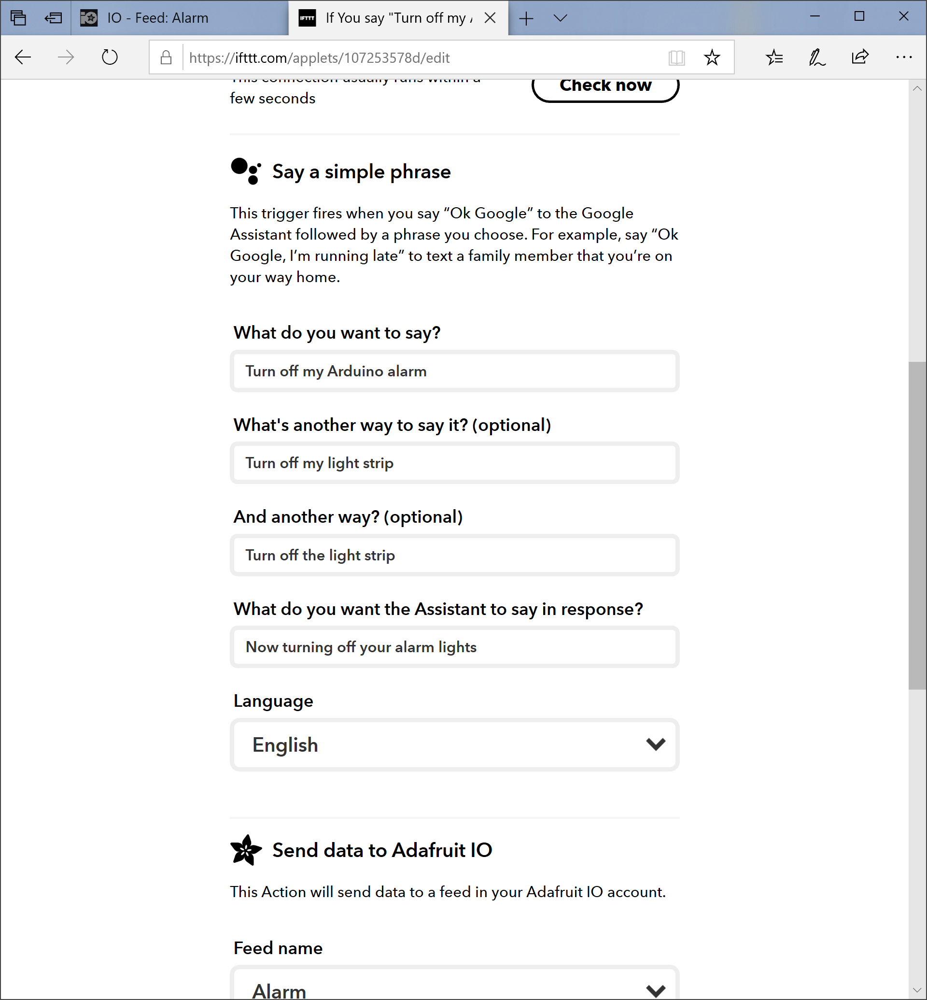 IO - Feed: Alarm
IFTTT
If You say "Turn off my
https://ifttt.com/applets/107253578d/edit
This connection usually runs within a
few seconds
Check now
Say a simple phrase
This trigger fires when you say “Ok Google” to the Google
Assistant followed by a phrase you choose. For example, say “Ok
Google, I’m running late” to text a family member that you’re on
your way home.
What do you want to say?
Turn off my Arduino alarm
What's another way to say it? (optional)
Turn off my light strip
And another way? (optional)
Turn off the light strip
What do you want the Assistant to say in response?
Now turning off your alarm lights
Language
English
Send data to Adafruit IO
This Action will send data to a feed in your Adafruit IO account.
Feed name
Alarm